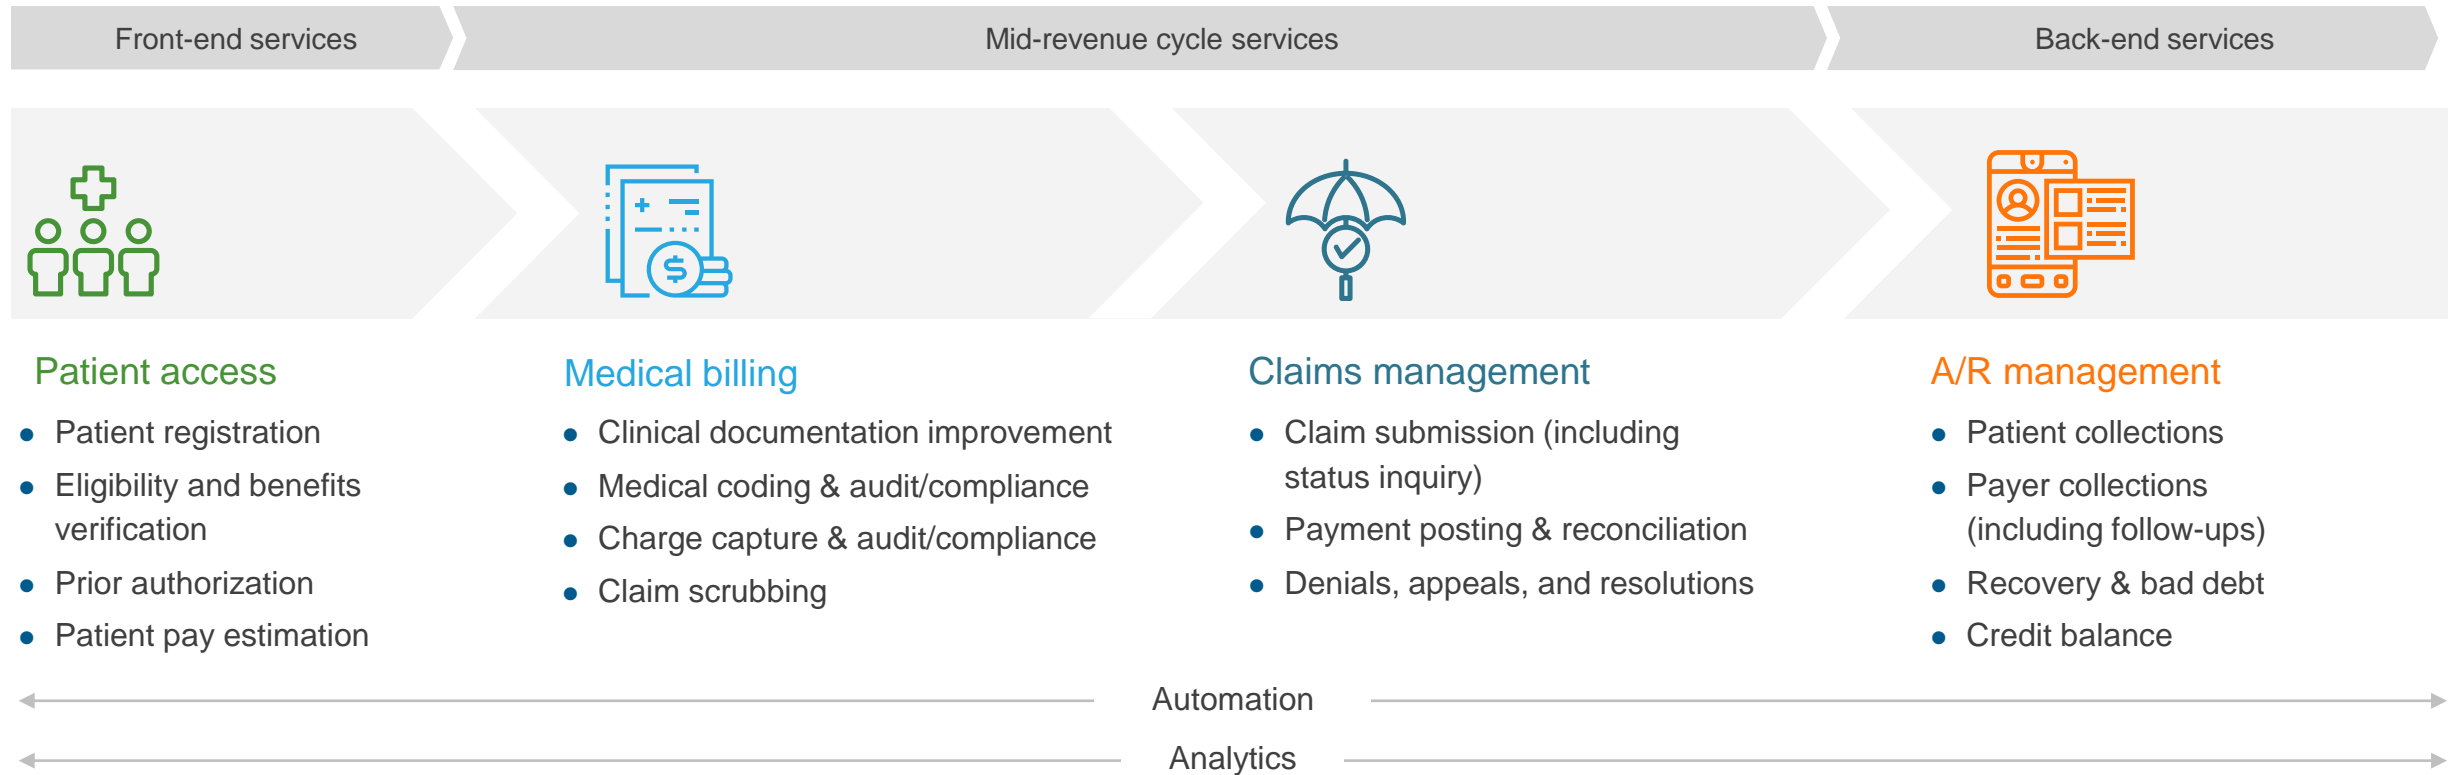 Front-end services
Mid-revenue cycle services
Back-end services
Patient access
• Patient registration
• Eligibility and benefits
verification
• Prior authorization
• Patient pay estimation
Medical billing
• Clinical documentation improvement
• Medical coding & audit/compliance
• Charge capture & audit/compliance
• Claim scrubbing
Claims management
• Claim submission (including
status inquiry)
• Payment posting & reconciliation
• Denials, appeals, and resolutions
A/R management
• Patient collections
• Payer collections
(including follow-ups)
• Recovery & bad debt
• Credit balance
Automation
Analytics